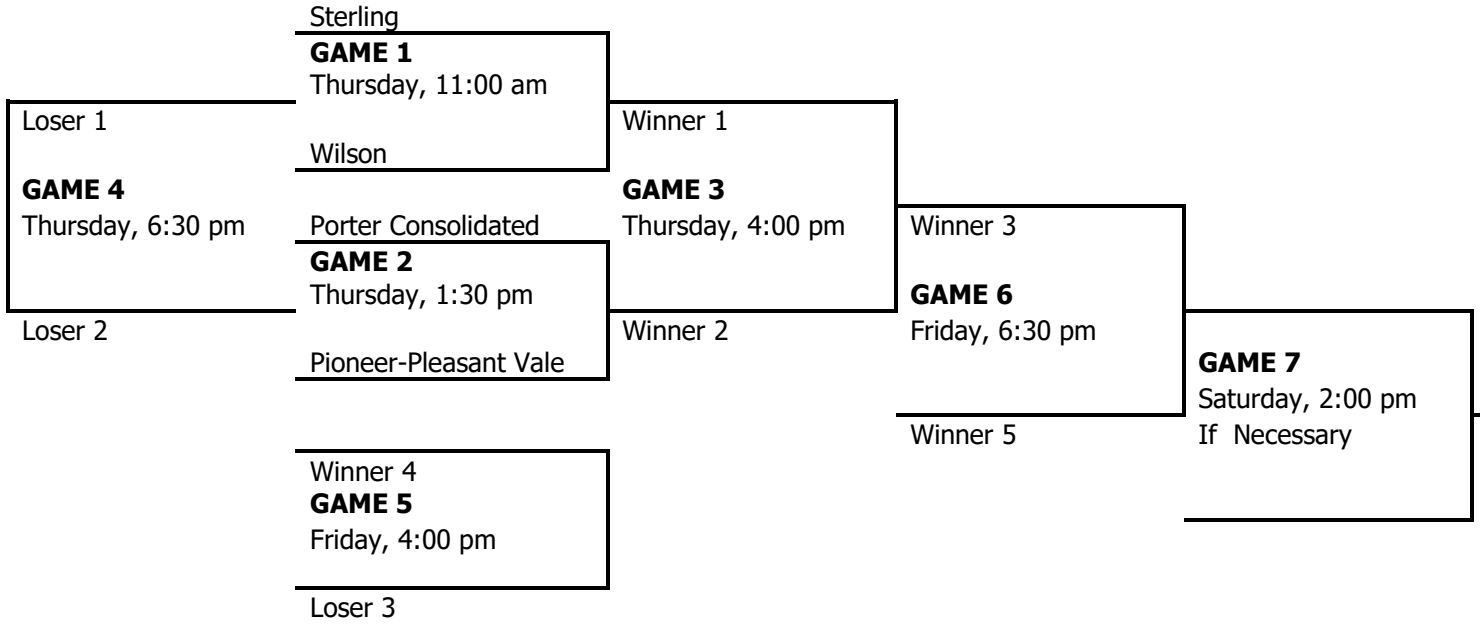 Sterling
GAME 1
Thursday, 11:00 am
Loser 1
Winner 1
Wilson
GAME 4
GAME 3
Thursday, 6:30 pm
Porter Consolidated
Thursday, 4:00 pm
Winner 3
GAME 2
Thursday, 1:30 pm
GAME 6
Loser 2
Winner 2
Friday, 6:30 pm
Pioneer-Pleasant Vale
GAME 7
Saturday, 2:00 pm
Winner 5
If Necessary
Winner 4
GAME 5
Friday, 4:00 pm
Loser 3